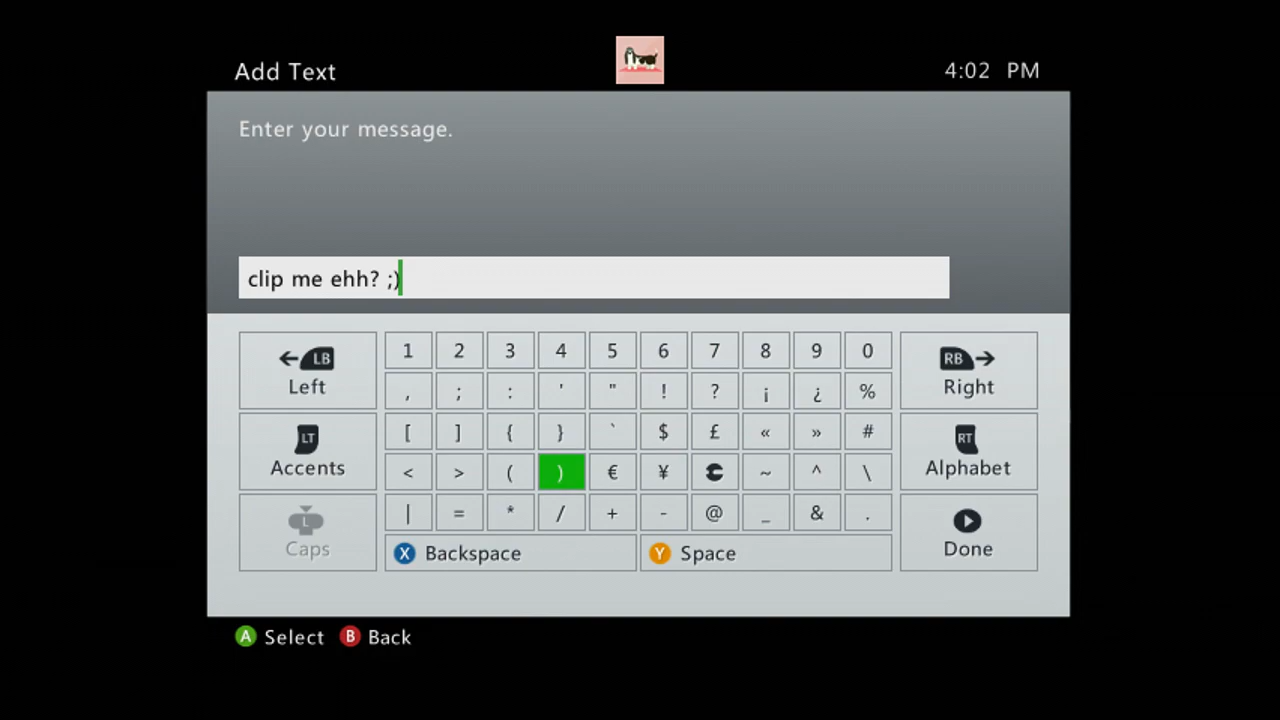 Add Text
4:02 PM
Enter your message.
clip me ehh? ;)
LB
Left
1 2 3 4 5 6 7 8 9 0
RB
Right
, ; : ' " ! ? ¡ ¿ %
LT
Accents
[ ] { } ` $ £ « » #
RT
Alphabet
< > ( ) € ¥ ~ ^ \
L
Caps
| = * / + - @ _ & .
Done
X Backspace
Y Space
A Select B Back